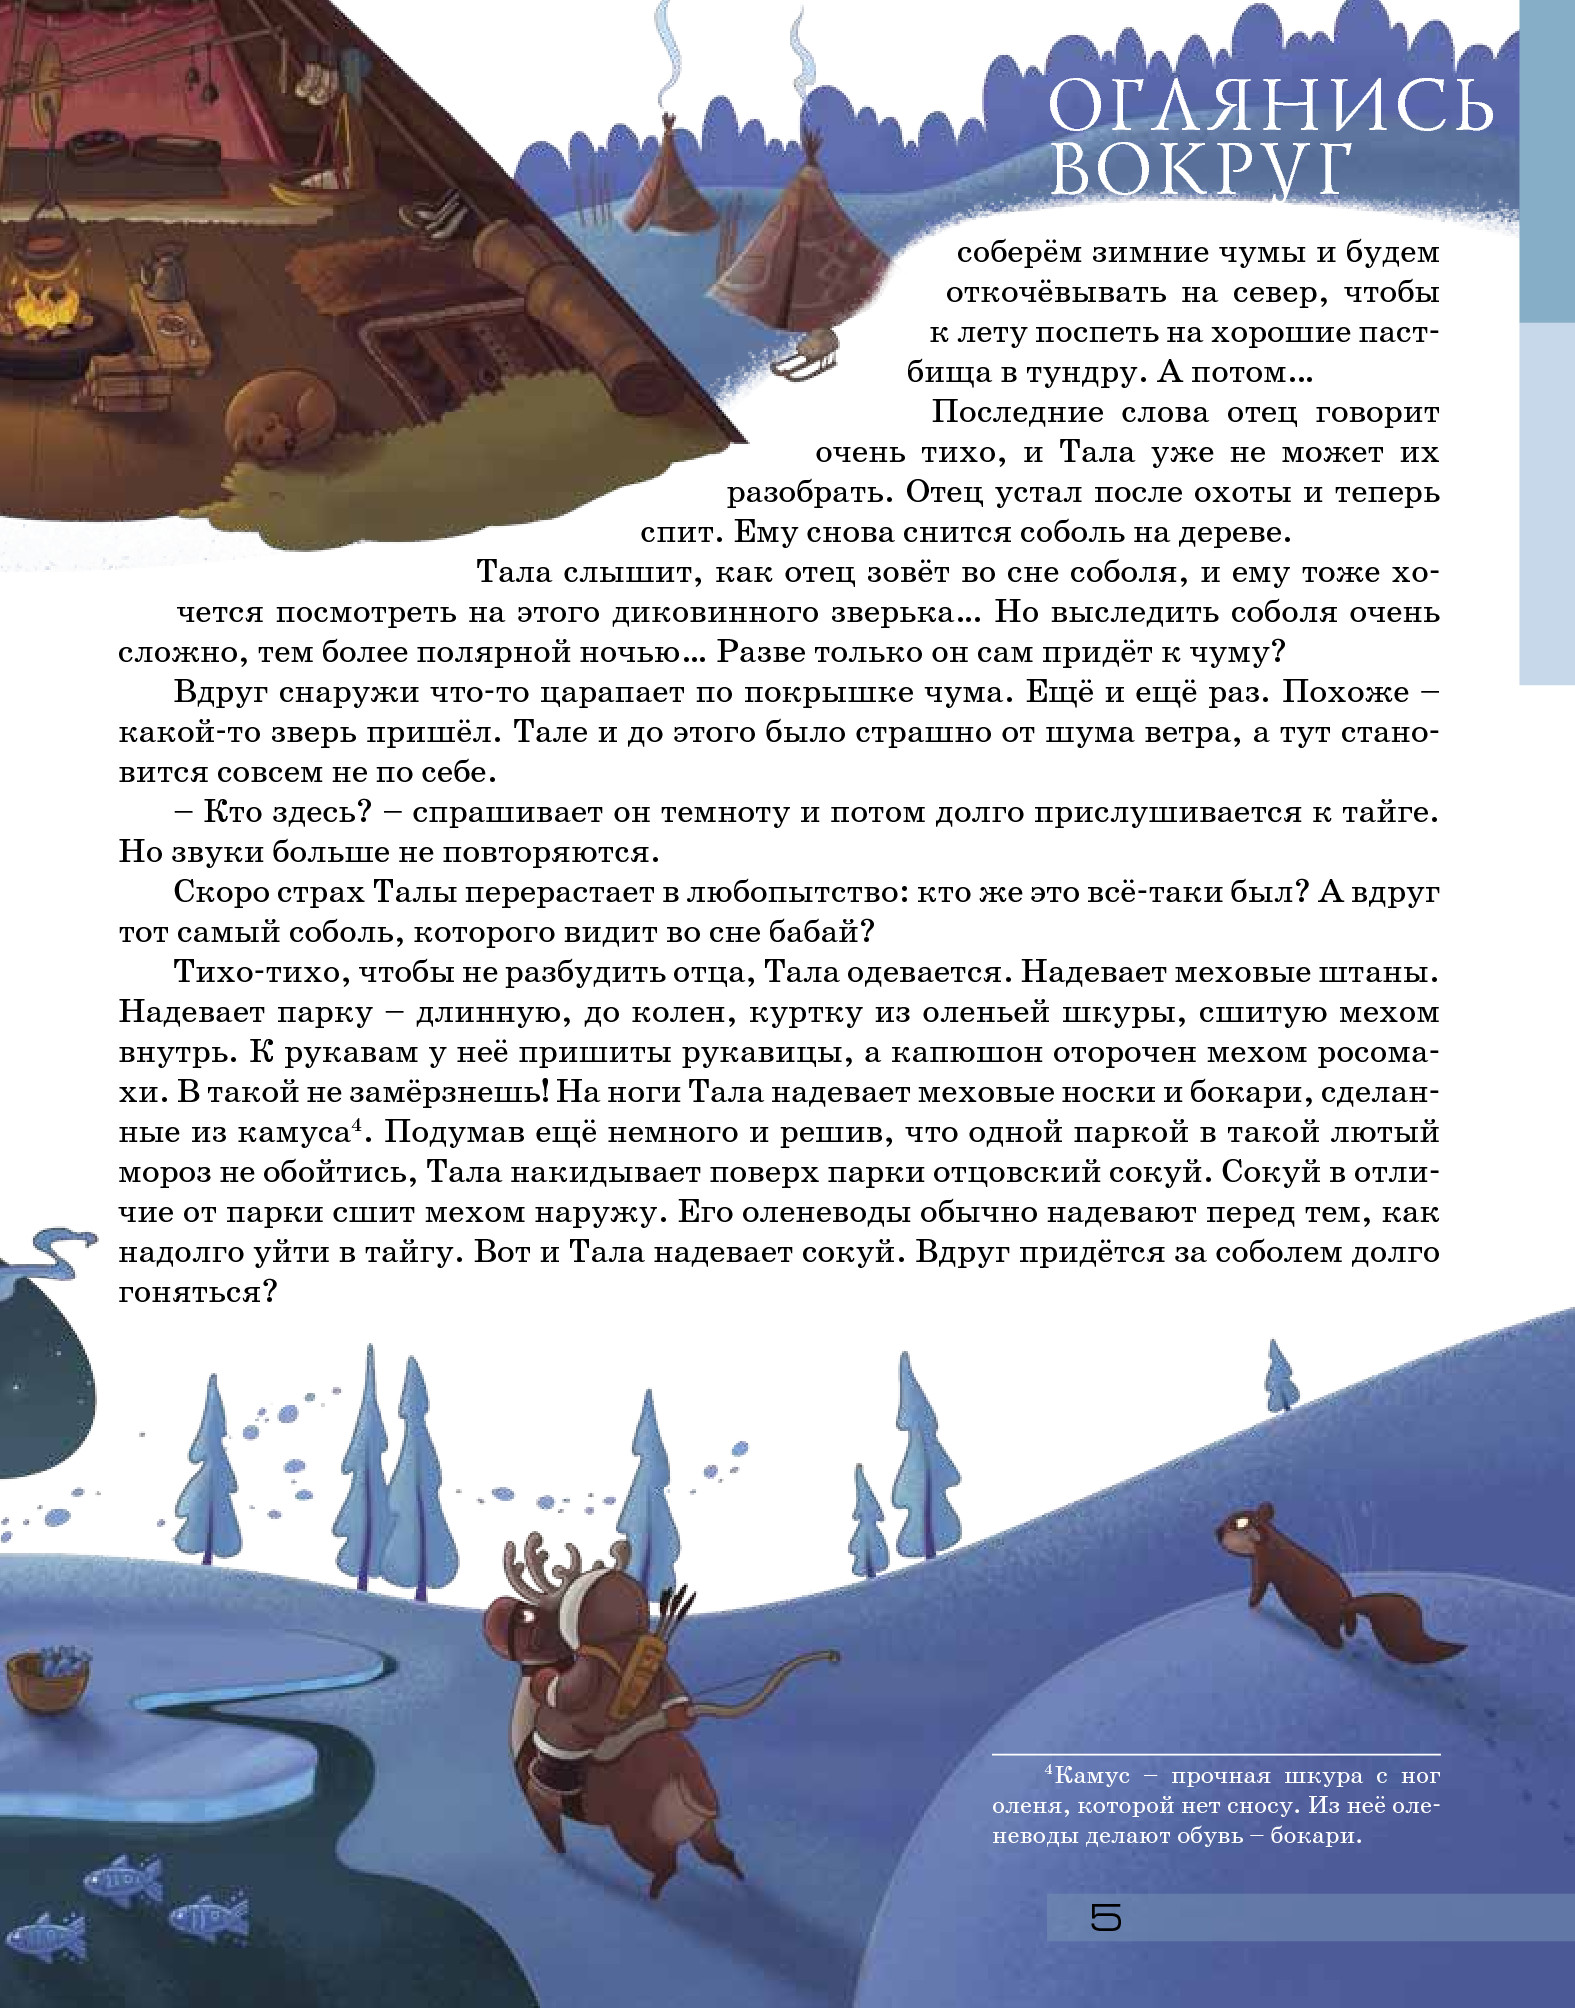 ОГЛЯНИСЬ
ВОКРУГ
соберём зимние чумы и будем
откочёвывать на север, чтобы
к лету поспеть на хорошие паст-
бища в тундру. А потом...
Последние слова отец говорит
очень тихо, и Тала уже не может их
разобрать. Отец устал после охоты и теперь
спит. Ему снова снится соболь на дереве.
Тала слышит, как отец зовёт во сне соболя, и ему тоже хо-
чется посмотреть на этого диковинного зверька... Но выследить соболя очень
сложно, тем более полярной ночью... Разве только он сам придёт к чуму?
Вдруг снаружи что-то царапает по покрышке чума. Ещё и ещё раз. Похоже –
какой-то зверь пришёл. Тале и до этого было страшно от шума ветра, а тут стано-
вится совсем не по себе.
– Кто здесь? – спрашивает он темноту и потом долго прислушивается к тайге.
Но звуки больше не повторяются.
Скоро страх Талы перерастает в любопытство: кто же это всё-таки был? А вдруг
тот самый соболь, которого видит во сне бабай?
Тихо-тихо, чтобы не разбудить отца, Тала одевается. Надевает меховые штаны.
Надевает парку – длинную, до колен, куртку из оленьей шкуры, сшитую мехом
внутрь. К рукавам у неё пришиты рукавицы, а капюшон оторочен мехом росома-
хи. В такой не замёрзнешь! На ноги Тала надевает меховые носки и бокари, сделан-
ные из камуса⁴. Подумав ещё немного и решив, что одной паркой в такой лютый
мороз не обойтись, Тала накидывает поверх парки отцовский сокуй. Сокуй в отли-
чие от парки сшит мехом наружу. Его оленеводы обычно надевают перед тем, как
надолго уйти в тайгу. Вот и Тала надевает сокуй. Вдруг придётся за соболем долго
гоняться?
⁴Камус – прочная шкура с ног
оленя, которой нет сносу. Из неё оле-
неводы делают обувь – бокари.
5